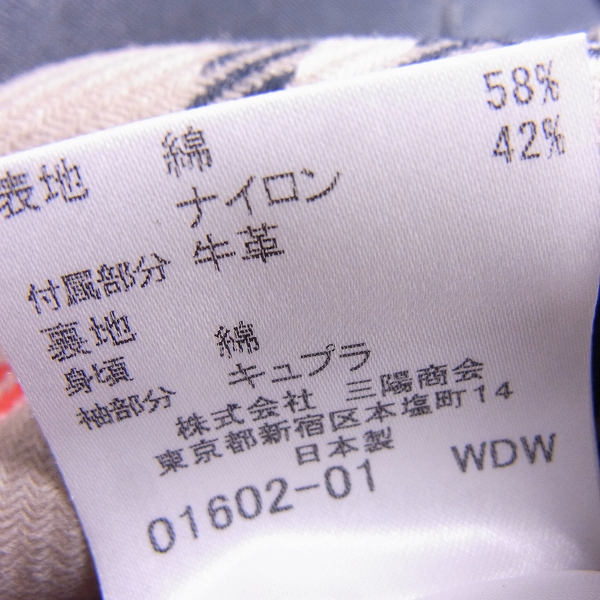 表地 綿 58%
ナイロン 42%
付属部分 牛革
裏地
身頃 綿
袖部分 キュプラ
株式会社 三陽商会
東京都新宿区本塩町14
日本製
01602-01 WDW